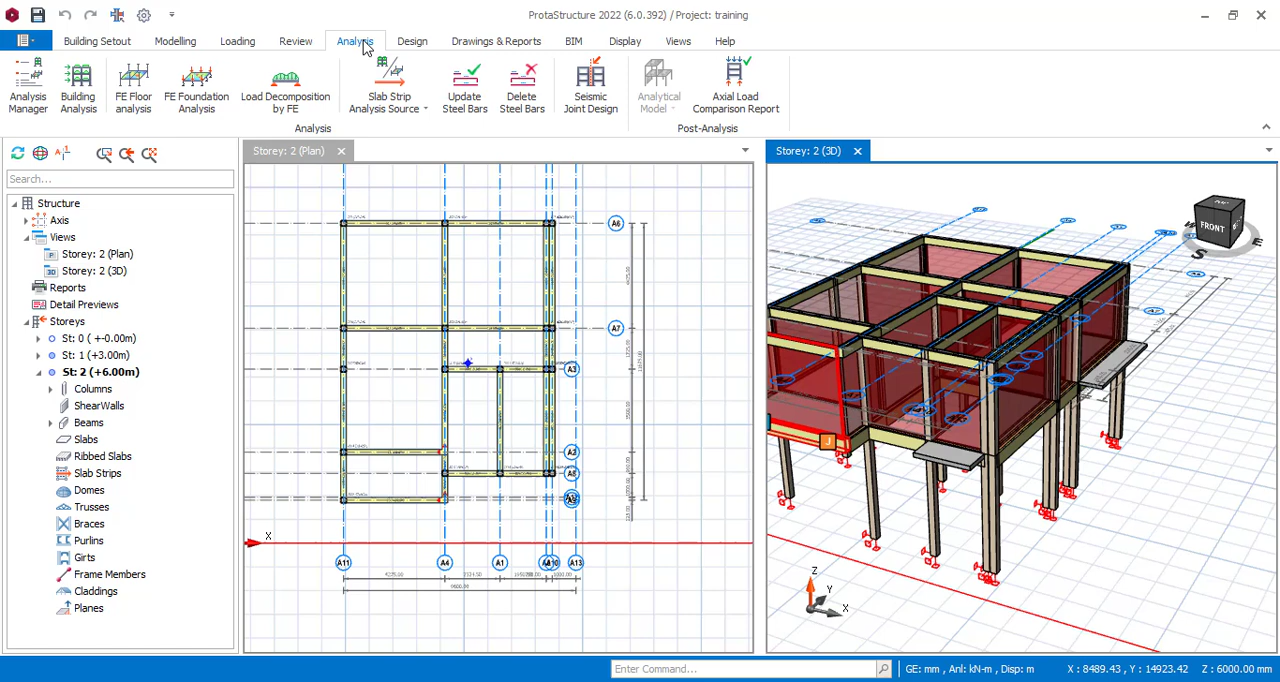 ProtaStructure 2022 (6.0.392) / Project: training
Building Setout Modelling Loading Review Analysis Design Drawings & Reports BIM Display Views Help
Analysis Manager
Building Analysis
FE Floor analysis
FE Foundation Analysis
Load Decomposition by FE
Slab Strip Analysis Source
Update Steel Bars
Delete Steel Bars
Seismic Joint Design
Analytical Model
Axial Load Comparison Report
Analysis
Post-Analysis
Search...
Structure
Axis
Views
Storey: 2 (Plan)
Storey: 2 (3D)
Reports
Detail Previews
Storeys
St: 0 ( +-0.00m)
St: 1 (+3.00m)
St: 2 (+6.00m)
Columns
ShearWalls
Beams
Slabs
Ribbed Slabs
Slab Strips
Domes
Trusses
Braces
Purlins
Girts
Frame Members
Claddings
Planes
Storey: 2 (Plan)
A6
A7
A3
A2
A8
X
A11 A4 A1 A10 A13
Storey: 2 (3D)
FRONT
W
S
E
J
Z
Y
X
Enter Command...
GE: mm , Anl: kN-m , Disp: m
X : 8489.43 , Y : 14923.42 Z : 6000.00 mm